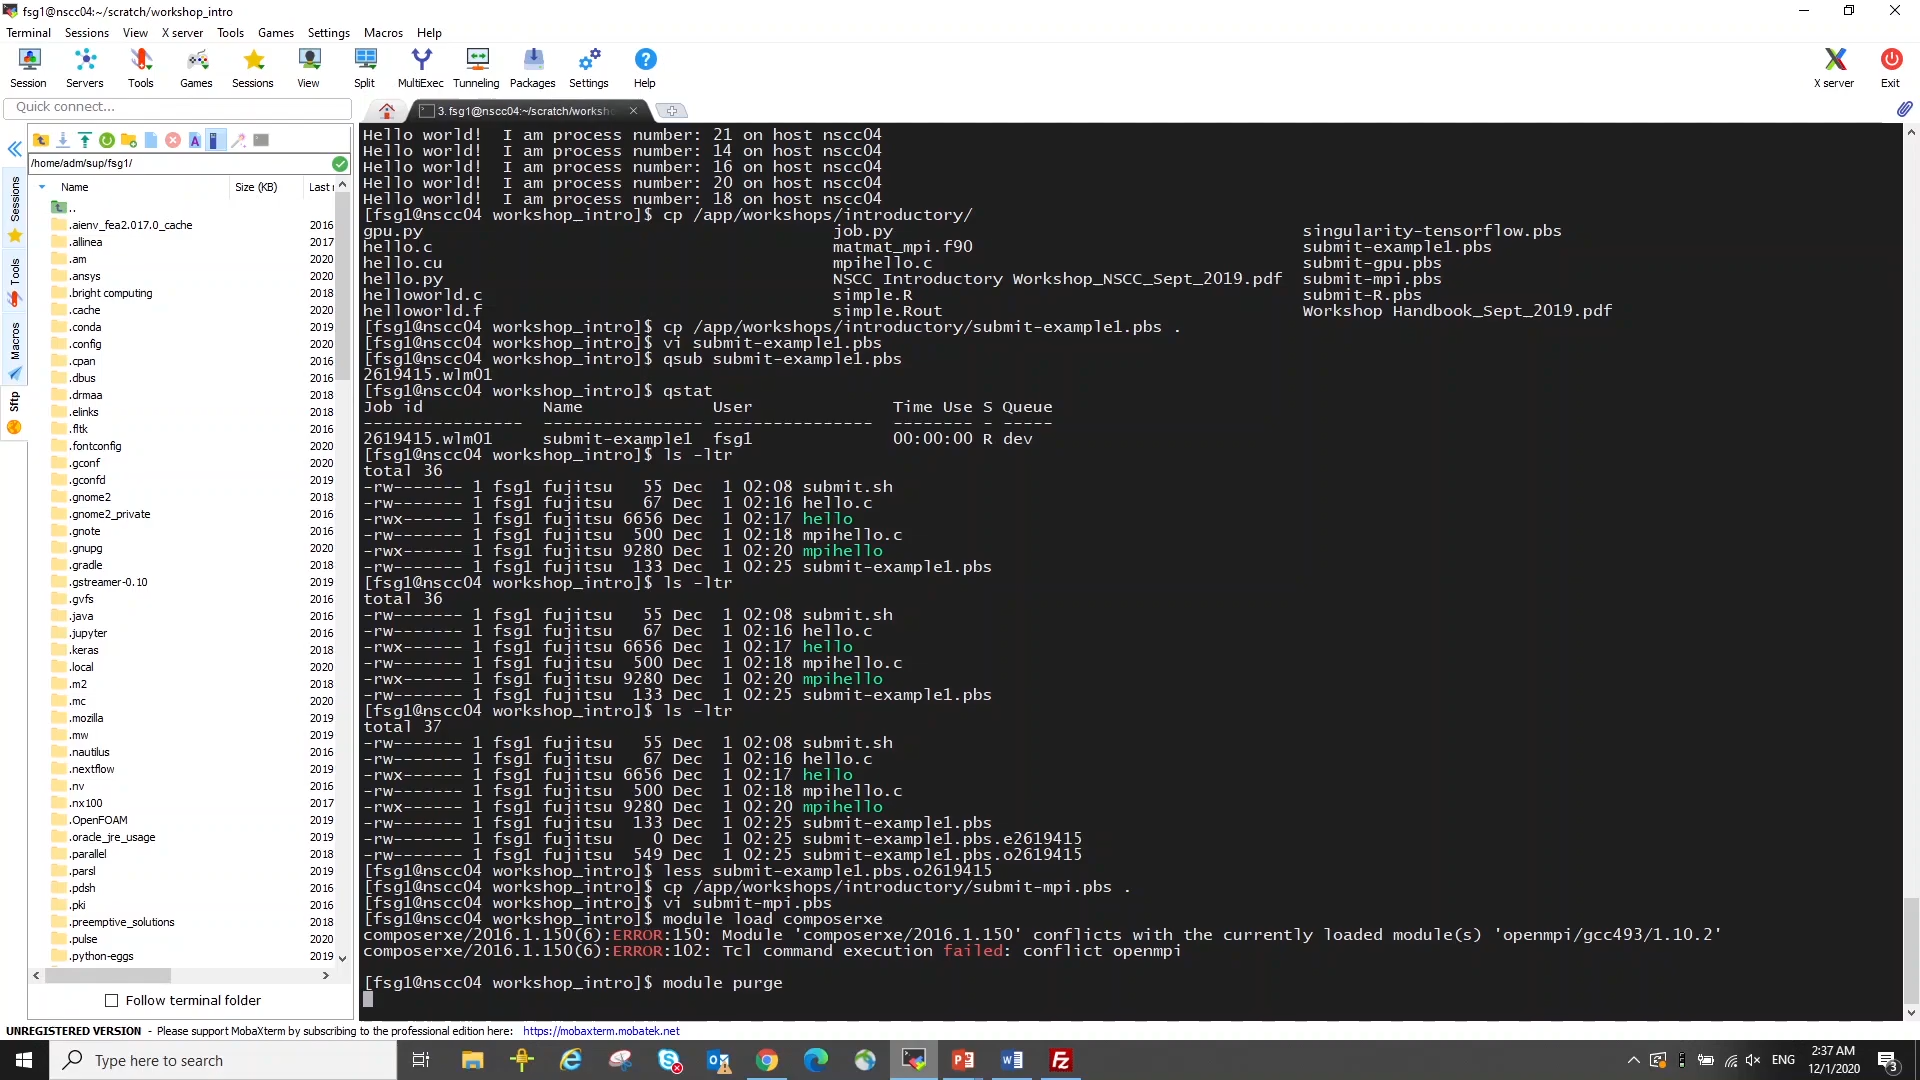 fsg1@nscc04:~/scratch/workshop_intro
Terminal Sessions View X server Tools Games Settings Macros Help
Session Servers Tools Games Sessions View Split MultiExec Tunneling Packages Settings Help X server Exit
Quick connect...
3. fsg1@nscc04:~/scratch/worksh
/home/adm/sup/fsg1/
Name Size (KB) Last
Sessions
Tools
Macros
Sftp
..
.aienv_fea2.017.0_cache 2016
.allinea 2017
.am 2020
.ansys 2020
.bright computing 2018
.cache 2020
.conda 2019
.config 2020
.cpan 2016
.dbus 2016
.drmaa 2018
.elinks 2018
.fltk 2018
.fontconfig 2020
.gconf 2020
.gconfd 2019
.gnome2 2018
.gnome2_private 2016
.gnote 2016
.gnupg 2020
.gradle 2018
.gstreamer-0.10 2019
.gvfs 2016
.java 2016
.jupyter 2016
.keras 2018
.local 2020
.m2 2018
.mc 2020
.mozilla 2019
.mw 2019
.nautilus 2016
.nextflow 2019
.nv 2016
.nx100 2017
.OpenFOAM 2019
.oracle_jre_usage 2019
.parallel 2018
.parsl 2019
.pdsh 2016
.pki 2016
.preemptive_solutions 2018
.pulse 2020
.python-eggs 2019
Follow terminal folder
Hello world!  I am process number: 21 on host nscc04
Hello world!  I am process number: 14 on host nscc04
Hello world!  I am process number: 16 on host nscc04
Hello world!  I am process number: 20 on host nscc04
Hello world!  I am process number: 18 on host nscc04
[fsg1@nscc04 workshop_intro]$ cp /app/workshops/introductory/
gpu.py job.py singularity-tensorflow.pbs
hello.c matmat_mpi.f90 submit-example1.pbs
hello.cu mpihello.c submit-gpu.pbs
hello.py NSCC Introductory Workshop_NSCC_Sept_2019.pdf submit-mpi.pbs
helloworld.c simple.R submit-R.pbs
helloworld.f simple.Rout Workshop Handbook_Sept_2019.pdf
[fsg1@nscc04 workshop_intro]$ cp /app/workshops/introductory/submit-example1.pbs .
[fsg1@nscc04 workshop_intro]$ vi submit-example1.pbs
[fsg1@nscc04 workshop_intro]$ qsub submit-example1.pbs
2619415.wlm01
[fsg1@nscc04 workshop_intro]$ qstat
Job id Name User Time Use S Queue
---------------- ---------------- ---------------- -------- - -----
2619415.wlm01 submit-example1 fsg1 00:00:00 R dev
[fsg1@nscc04 workshop_intro]$ ls -ltr
total 36
-rw------- 1 fsg1 fujitsu 55 Dec 1 02:08 submit.sh
-rw------- 1 fsg1 fujitsu 67 Dec 1 02:16 hello.c
-rwx------ 1 fsg1 fujitsu 6656 Dec 1 02:17 hello
-rw------- 1 fsg1 fujitsu 500 Dec 1 02:18 mpihello.c
-rwx------ 1 fsg1 fujitsu 9280 Dec 1 02:20 mpihello
-rw------- 1 fsg1 fujitsu 133 Dec 1 02:25 submit-example1.pbs
[fsg1@nscc04 workshop_intro]$ ls -ltr
total 36
-rw------- 1 fsg1 fujitsu 55 Dec 1 02:08 submit.sh
-rw------- 1 fsg1 fujitsu 67 Dec 1 02:16 hello.c
-rwx------ 1 fsg1 fujitsu 6656 Dec 1 02:17 hello
-rw------- 1 fsg1 fujitsu 500 Dec 1 02:18 mpihello.c
-rwx------ 1 fsg1 fujitsu 9280 Dec 1 02:20 mpihello
-rw------- 1 fsg1 fujitsu 133 Dec 1 02:25 submit-example1.pbs
[fsg1@nscc04 workshop_intro]$ ls -ltr
total 37
-rw------- 1 fsg1 fujitsu 55 Dec 1 02:08 submit.sh
-rw------- 1 fsg1 fujitsu 67 Dec 1 02:16 hello.c
-rwx------ 1 fsg1 fujitsu 6656 Dec 1 02:17 hello
-rw------- 1 fsg1 fujitsu 500 Dec 1 02:18 mpihello.c
-rwx------ 1 fsg1 fujitsu 9280 Dec 1 02:20 mpihello
-rw------- 1 fsg1 fujitsu 133 Dec 1 02:25 submit-example1.pbs
-rw------- 1 fsg1 fujitsu 0 Dec 1 02:25 submit-example1.pbs.e2619415
-rw------- 1 fsg1 fujitsu 549 Dec 1 02:25 submit-example1.pbs.o2619415
[fsg1@nscc04 workshop_intro]$ less submit-example1.pbs.o2619415
[fsg1@nscc04 workshop_intro]$ cp /app/workshops/introductory/submit-mpi.pbs .
[fsg1@nscc04 workshop_intro]$ vi submit-mpi.pbs
[fsg1@nscc04 workshop_intro]$ module load composerxe
composerxe/2016.1.150(6):ERROR:150: Module 'composerxe/2016.1.150' conflicts with the currently loaded module(s) 'openmpi/gcc493/1.10.2'
composerxe/2016.1.150(6):ERROR:102: Tcl command execution failed: conflict openmpi
[fsg1@nscc04 workshop_intro]$ module purge
UNREGISTERED VERSION - Please support MobaXterm by subscribing to the professional edition here: https://mobaxterm.mobatek.net
Type here to search
ENG
2:37 AM
12/1/2020
3